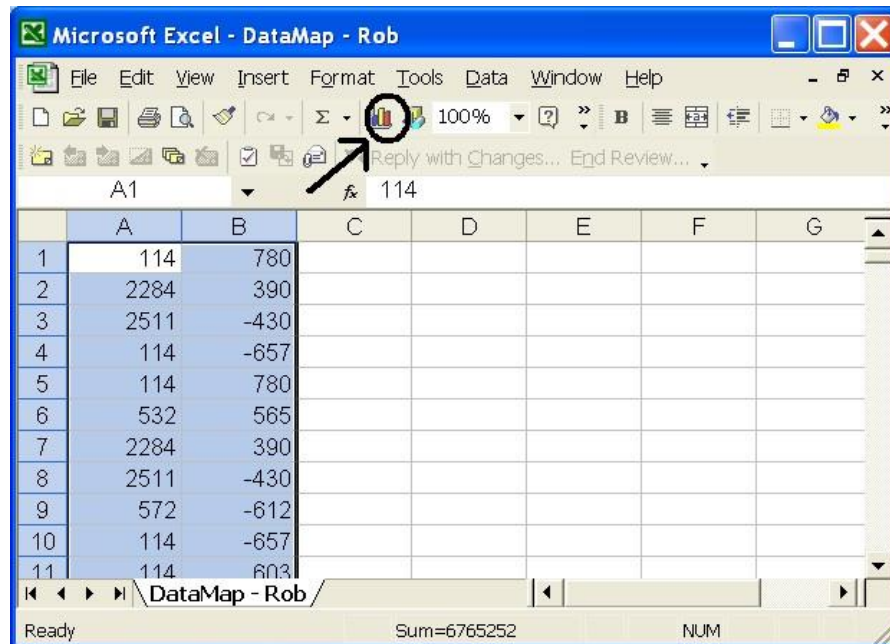 Microsoft Excel - DataMap - Rob
File Edit View Insert Format Tools Data Window Help
Σ 100% ? » B »
Reply with Changes... End Review...
A1 fx 114
A B C D E F G
1 114 780
2 2284 390
3 2511 -430
4 114 -657
5 114 780
6 532 565
7 2284 390
8 2511 -430
9 572 -612
10 114 -657
11 114 603
DataMap - Rob
Ready Sum=6765252 NUM